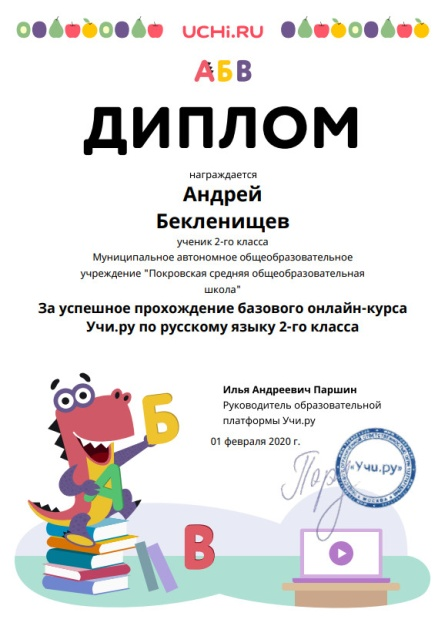 UCHi.RU
АБВ
ДИПЛОМ
награждается
Андрей
Бекленищев
ученик 2-го класса
Муниципальное автономное общеобразовательное
учреждение "Покровская средняя общеобразовательная
школа"
За успешное прохождение базового онлайн-курса
Учи.ру по русскому языку 2-го класса
Илья Андреевич Паршин
Руководитель образовательной
платформы Учи.ру
01 февраля 2020 г.
«Учи.ру»
Б
А
В